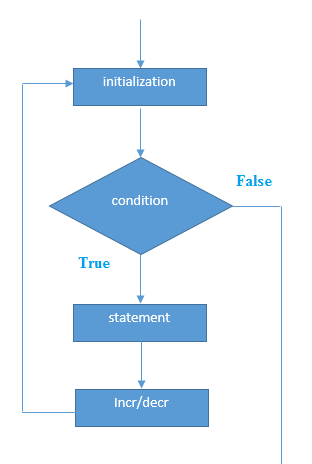 initialization
condition
False
True
statement
Incr/decr